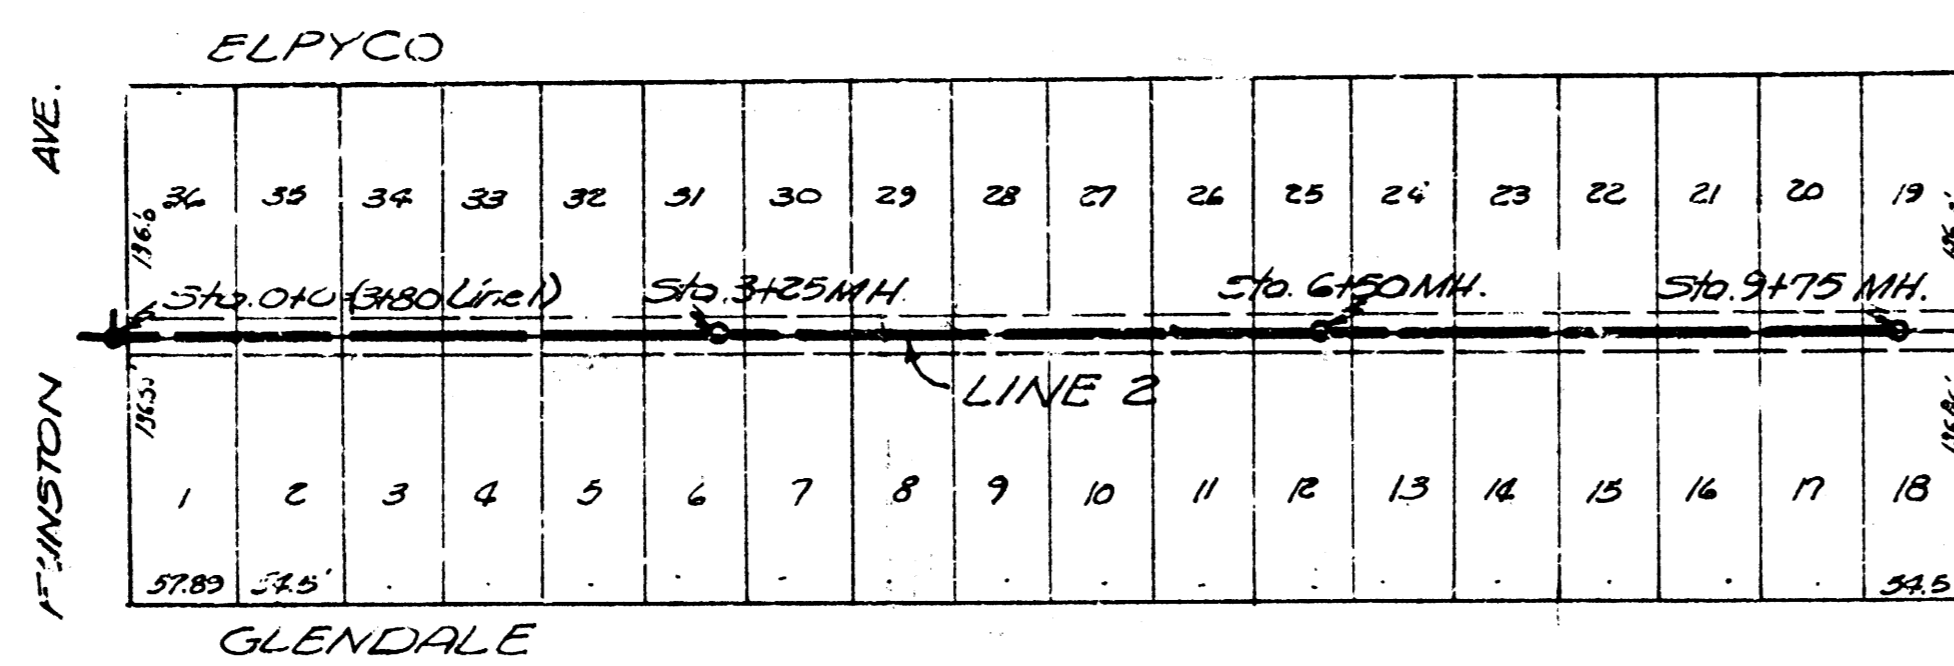 ELPYCO
AVE.
36 35 34 33 32 31 30 29 28 27 26 25 24 23 22 21 20 19
Sta. 0+0 (3+80 Line 1)
Sta. 3+25 MH.
Sta. 6+50 MH.
Sta. 9+75 MH.
LINE 2
1 2 3 4 5 6 7 8 9 10 11 12 13 14 15 16 17 18
57.89 54.5' 54.5
GLENDALE